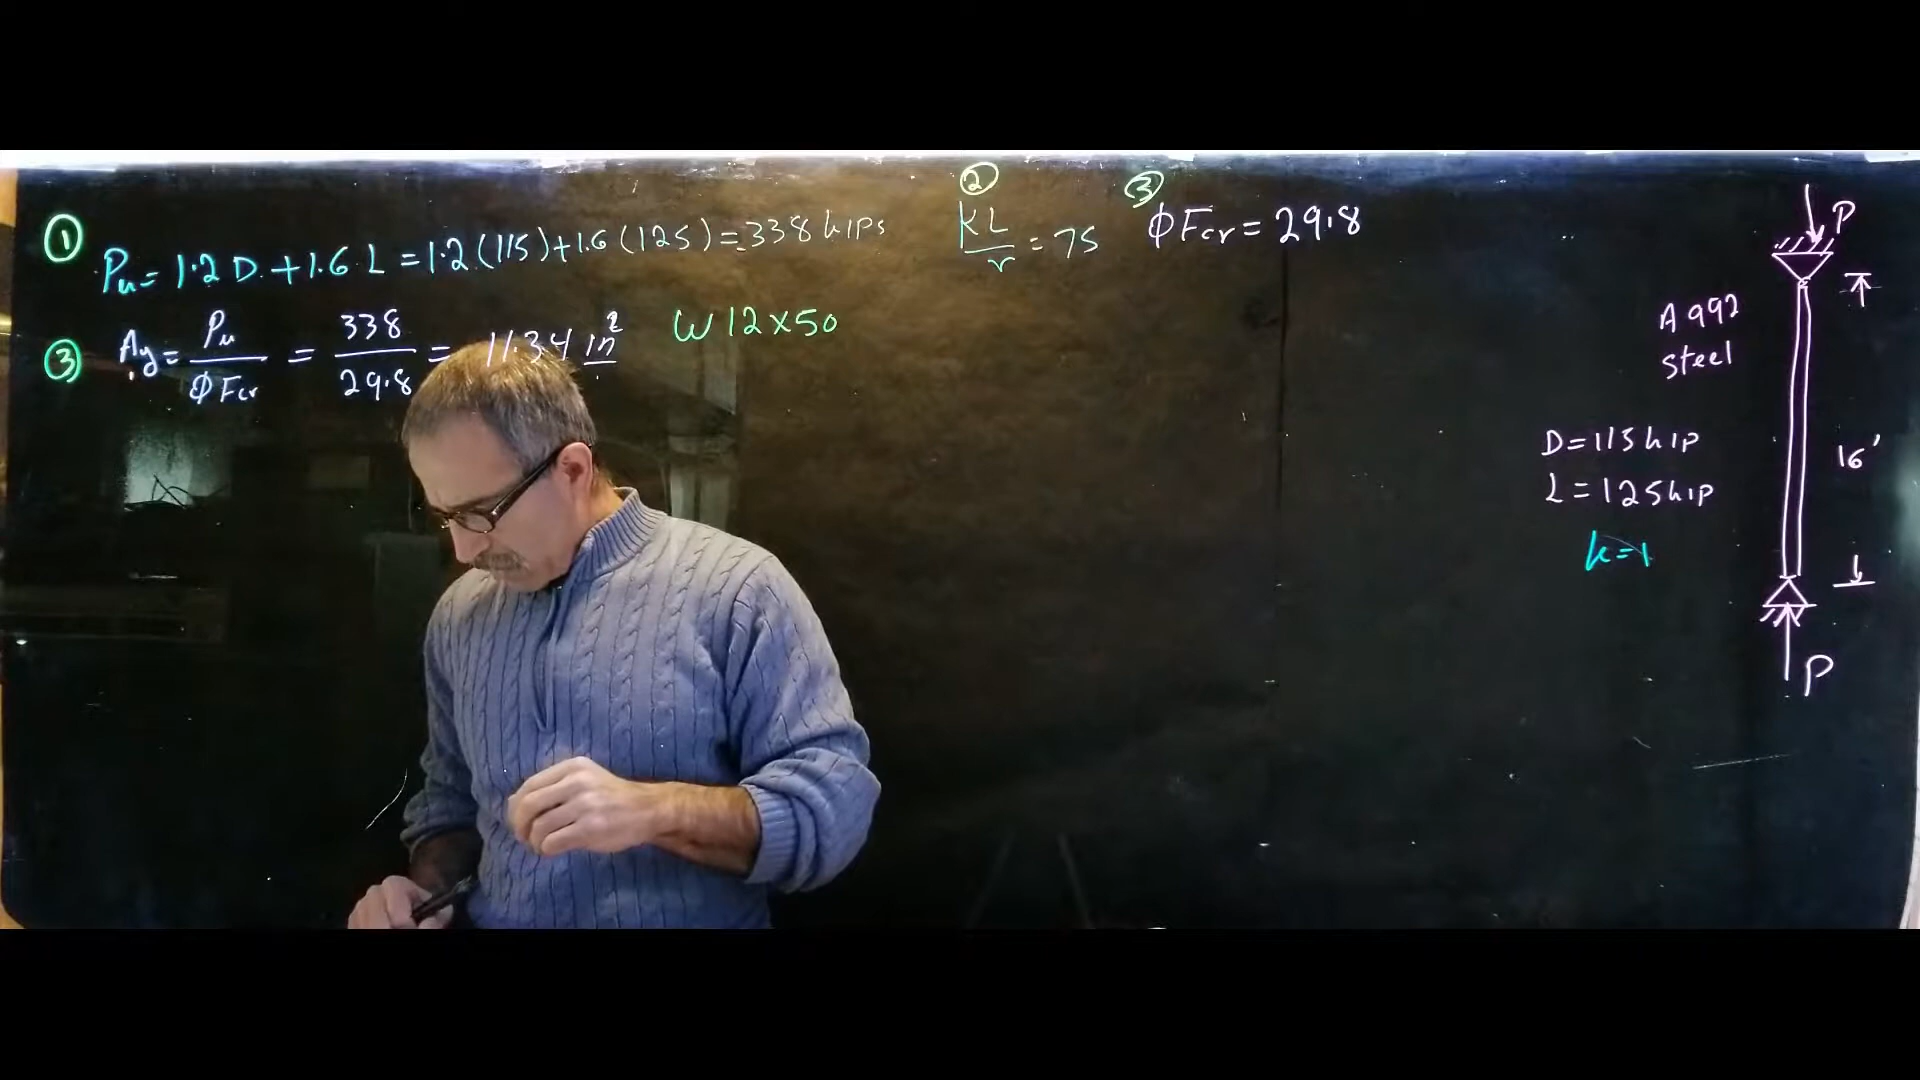 ①
Pu = 1.2 D + 1.6 L = 1.2 (115) + 1.6 (125) = 338 kips
②
KL/r = 75
③
ϕFcr = 29.8
③
Ag = Pu/ϕFcr = 338/29.8 = 11.34 in²
W12x50
P
A992
steel
D = 115 kip
L = 125 kip
k = 1
16'
P